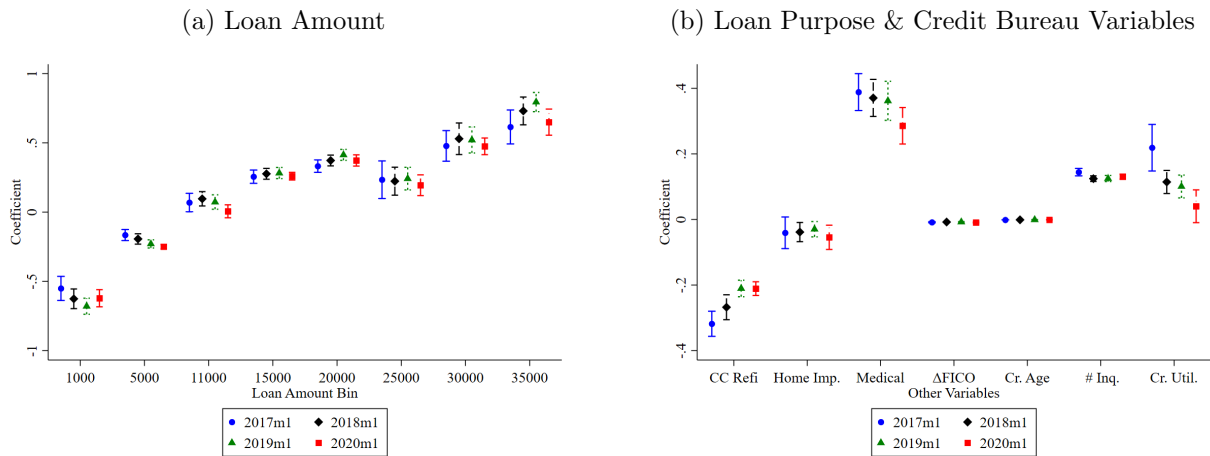 (a) Loan Amount
Coefficient
1
.5
0
-.5
-1
1000 5000 11000 15000 20000 25000 30000 35000
Loan Amount Bin
2017m1 2018m1
2019m1 2020m1
(b) Loan Purpose & Credit Bureau Variables
Coefficient
.4
.2
0
-.2
-.4
CC Refi Home Imp. Medical ΔFICO Cr. Age # Inq. Cr. Util.
Other Variables
2017m1 2018m1
2019m1 2020m1